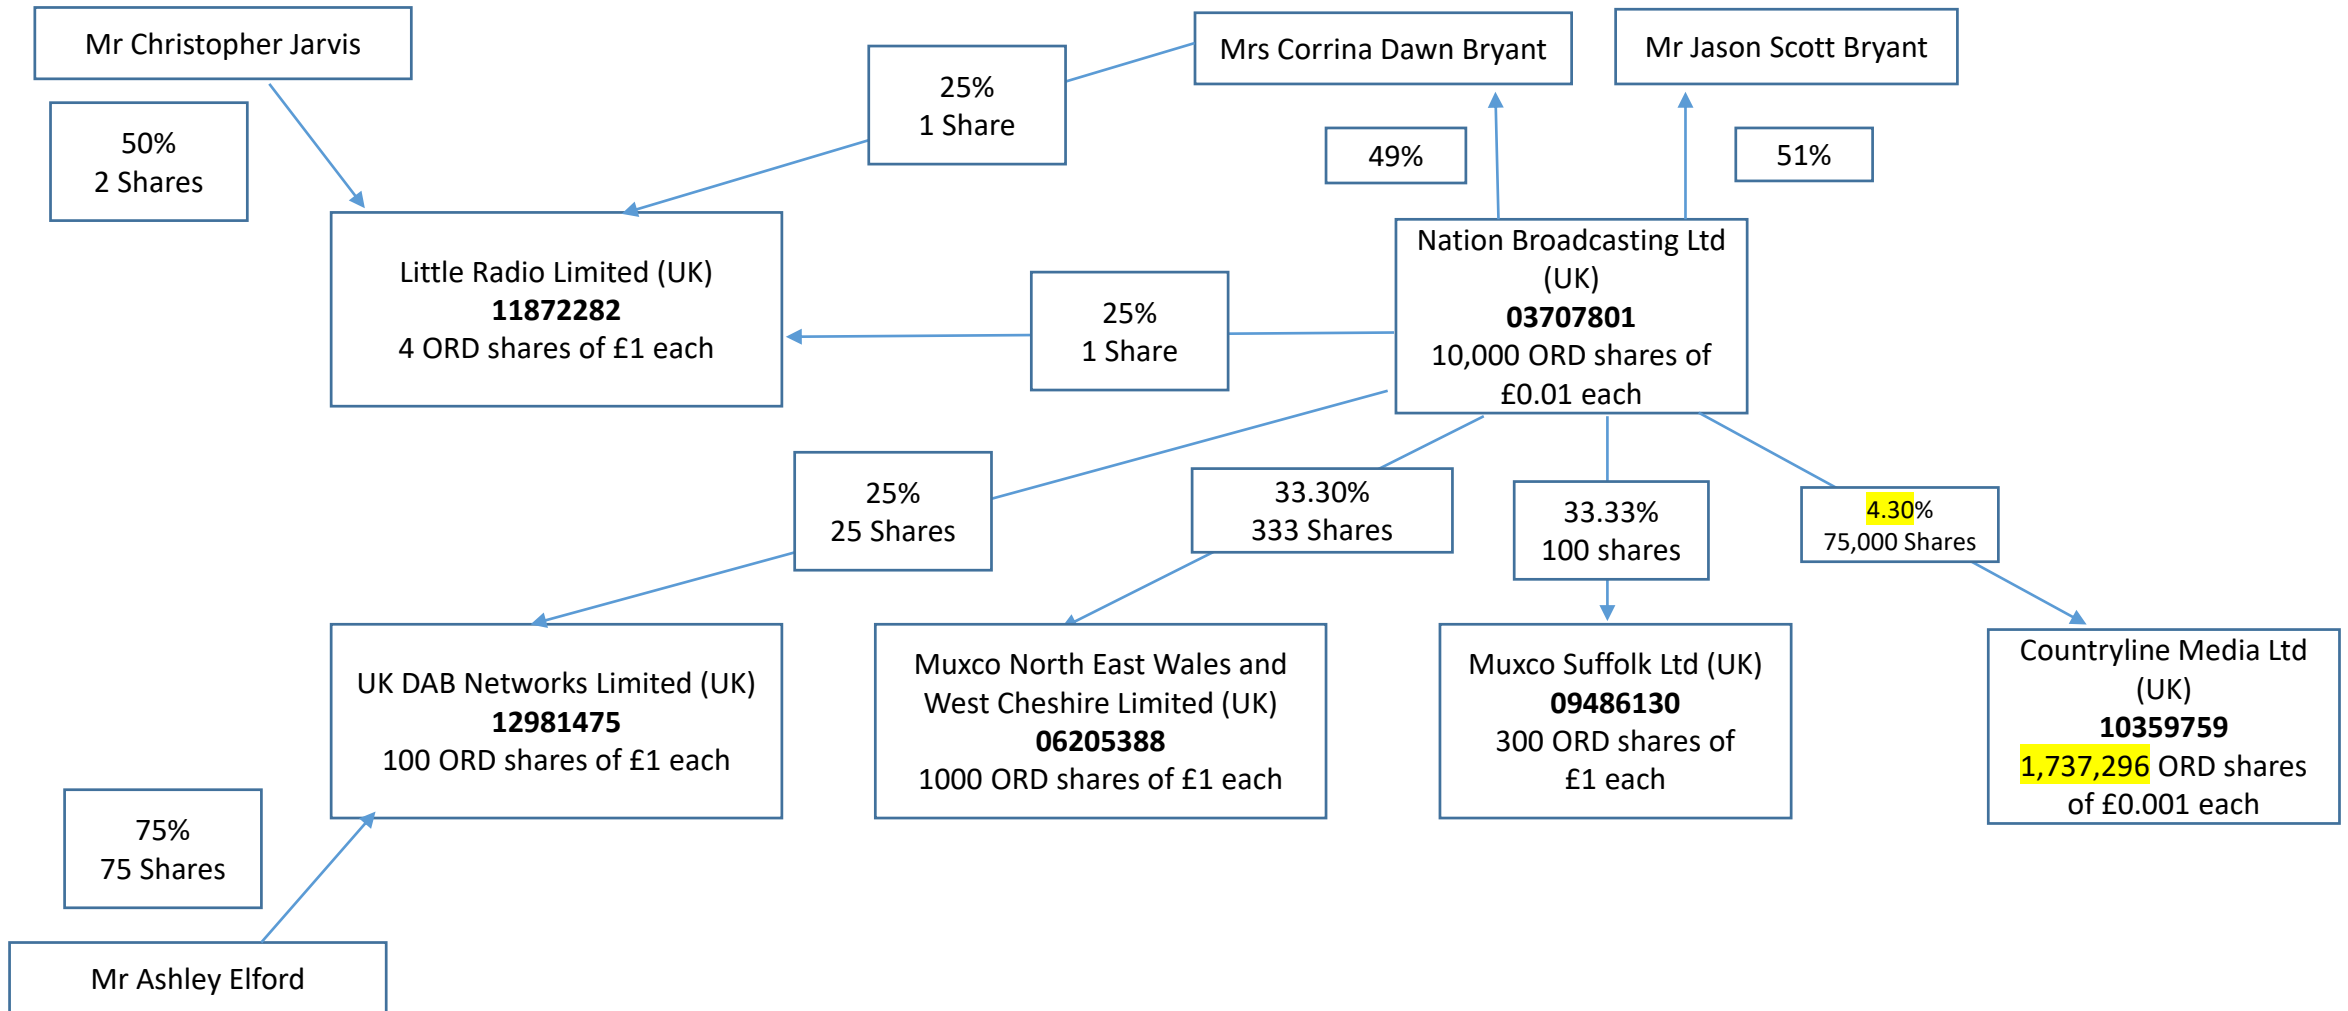 Mr Christopher Jarvis
50%
2 Shares
25%
1 Share
Mrs Corrina Dawn Bryant
Mr Jason Scott Bryant
49%
51%
Little Radio Limited (UK)
11872282
4 ORD shares of £1 each
25%
1 Share
Nation Broadcasting Ltd
(UK)
03707801
10,000 ORD shares of
£0.01 each
25%
25 Shares
33.30%
333 Shares
33.33%
100 shares
4.30%
75,000 Shares
UK DAB Networks Limited (UK)
12981475
100 ORD shares of £1 each
Muxco North East Wales and
West Cheshire Limited (UK)
06205388
1000 ORD shares of £1 each
Muxco Suffolk Ltd (UK)
09486130
300 ORD shares of
£1 each
Countryline Media Ltd
(UK)
10359759
1,737,296 ORD shares
of £0.001 each
75%
75 Shares
Mr Ashley Elford